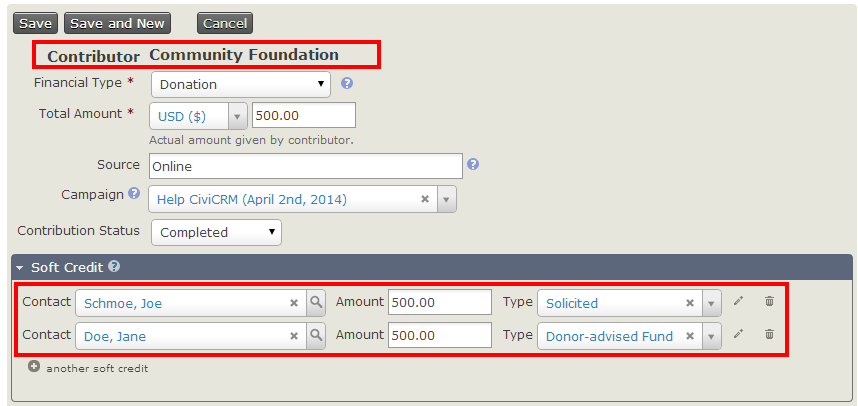 Save Save and New Cancel
Contributor Community Foundation
Financial Type * Donation
Total Amount * USD ($) 500.00
Actual amount given by contributor.
Source Online
Campaign Help CiviCRM (April 2nd, 2014)
Contribution Status Completed
Soft Credit
Contact Schmoe, Joe Amount 500.00 Type Solicited
Contact Doe, Jane Amount 500.00 Type Donor-advised Fund
another soft credit